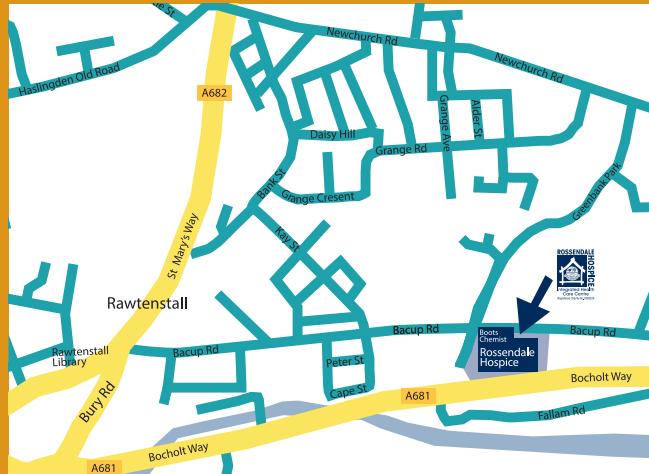 le St
Newchurch Rd
Newchurch Rd
Haslingden Old Road
A682
Daisy Hill
Grange Rd
Grange Ave
Alder St
Bank St
Grange Cresent
Greenbank Park
Kay St
St Mary's Way
ROSSENDALE
HOSPICE
Integrated Health
Care Centre
Rawtenstall
Bacup Rd
Boots
Chemist
Bacup Rd
Rossendale
Hospice
Rawtenstall
Library
Bacup Rd
Peter St
Cape St
Bocholt Way
A681
Bury Rd
Fallam Rd
Bocholt Way
A681